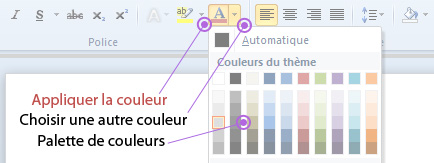 Police
Automatique
Couleurs du thème
Appliquer la couleur
Choisir une autre couleur
Palette de couleurs